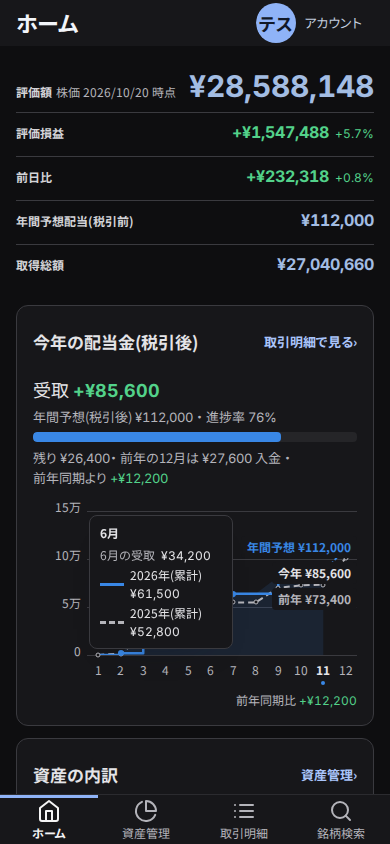 ホーム
テス アカウント
評価額 株価 2026/10/20 時点 ¥28,588,148
評価損益 +¥1,547,488 +5.7%
前日比 +¥232,318 +0.8%
年間予想配当(税引前) ¥112,000
取得総額 ¥27,040,660
今年の配当金(税引後) 取引明細で見る›
受取 +¥85,600
年間予想(税引後) ¥112,000・進捗率 76%
残り ¥26,400・前年の12月は ¥27,600 入金・
前年同期より +¥12,200
15万
10万
5万
0
6月
6月の受取 ¥34,200
2026年(累計)
¥61,500
2025年(累計)
¥52,800
年間予想 ¥112,000
今年 ¥85,600
前年 ¥73,400
1 2 3 4 5 6 7 8 9 10 11 12
前年同期比 +¥12,200
資産の内訳 資産管理›
ホーム 資産管理 取引明細 銘柄検索